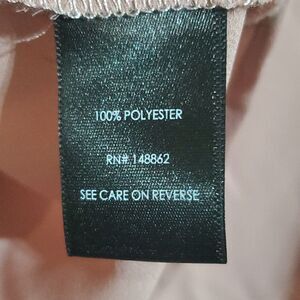 100% POLYESTER
RN# 148862
SEE CARE ON REVERSE